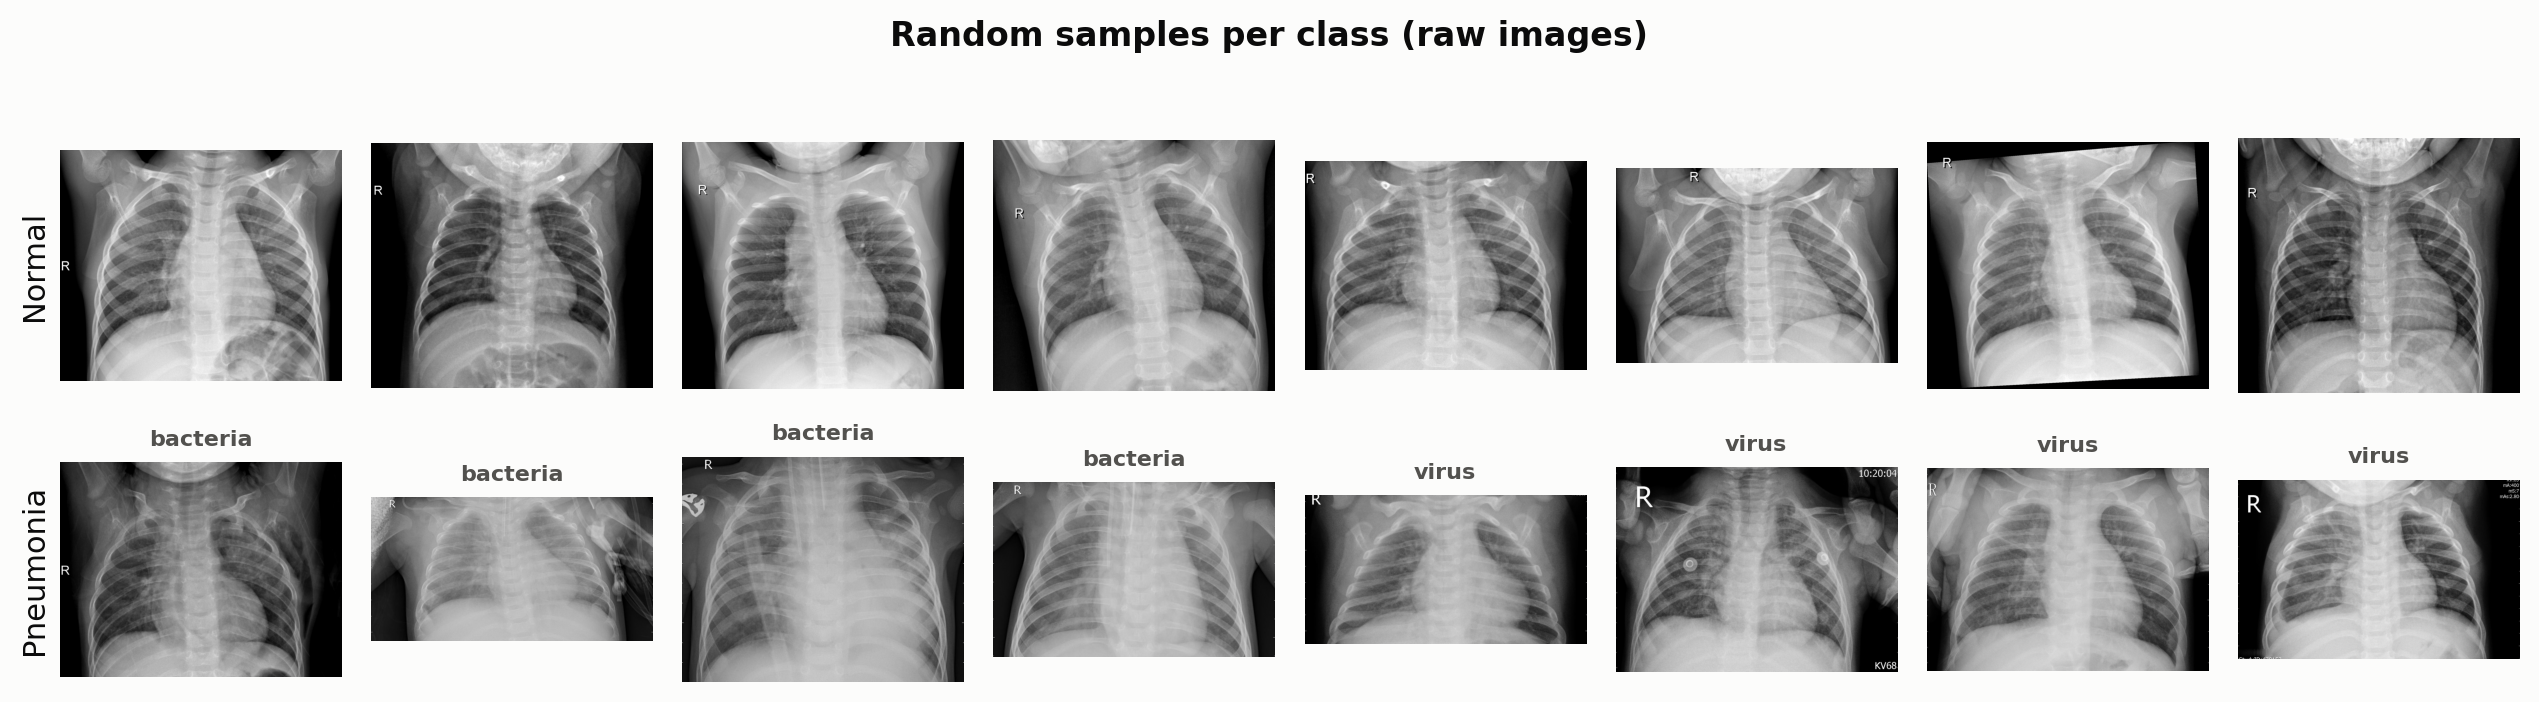 Random samples per class (raw images)
Normal
R
R
R
R
R
R
R
R
Pneumonia
bacteria
bacteria
bacteria
bacteria
virus
virus
virus
virus
R
R
R
R
R
R
10:20:04
KV68
R
R